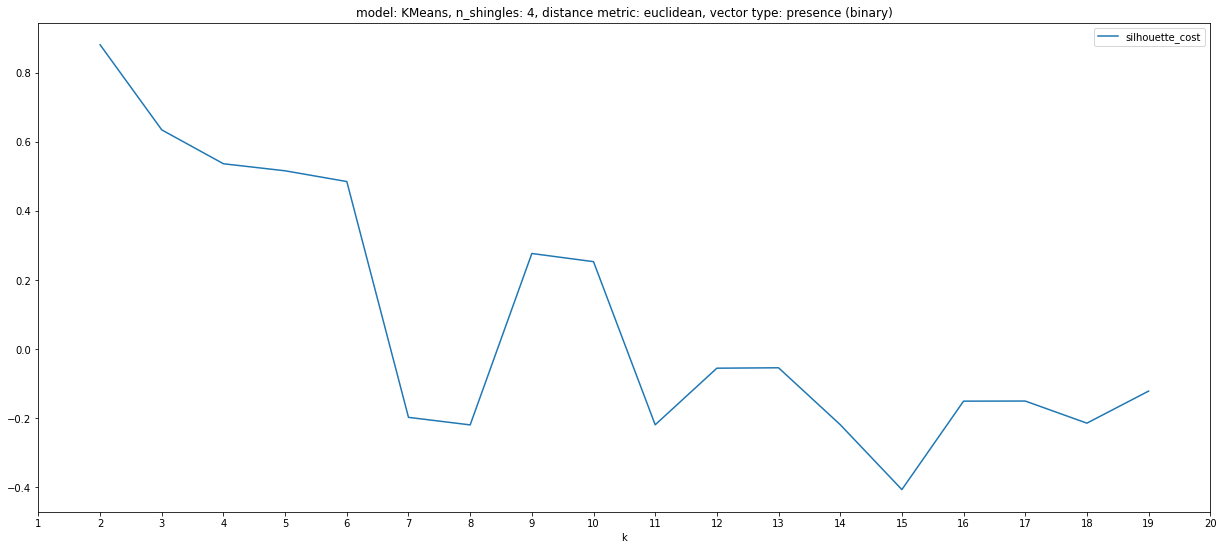 model: KMeans, n_shingles: 4, distance metric: euclidean, vector type: presence (binary)
silhouette_cost
0.8
0.6
0.4
0.2
0.0
−0.2
−0.4
1 2 3 4 5 6 7 8 9 10 11 12 13 14 15 16 17 18 19 20
k